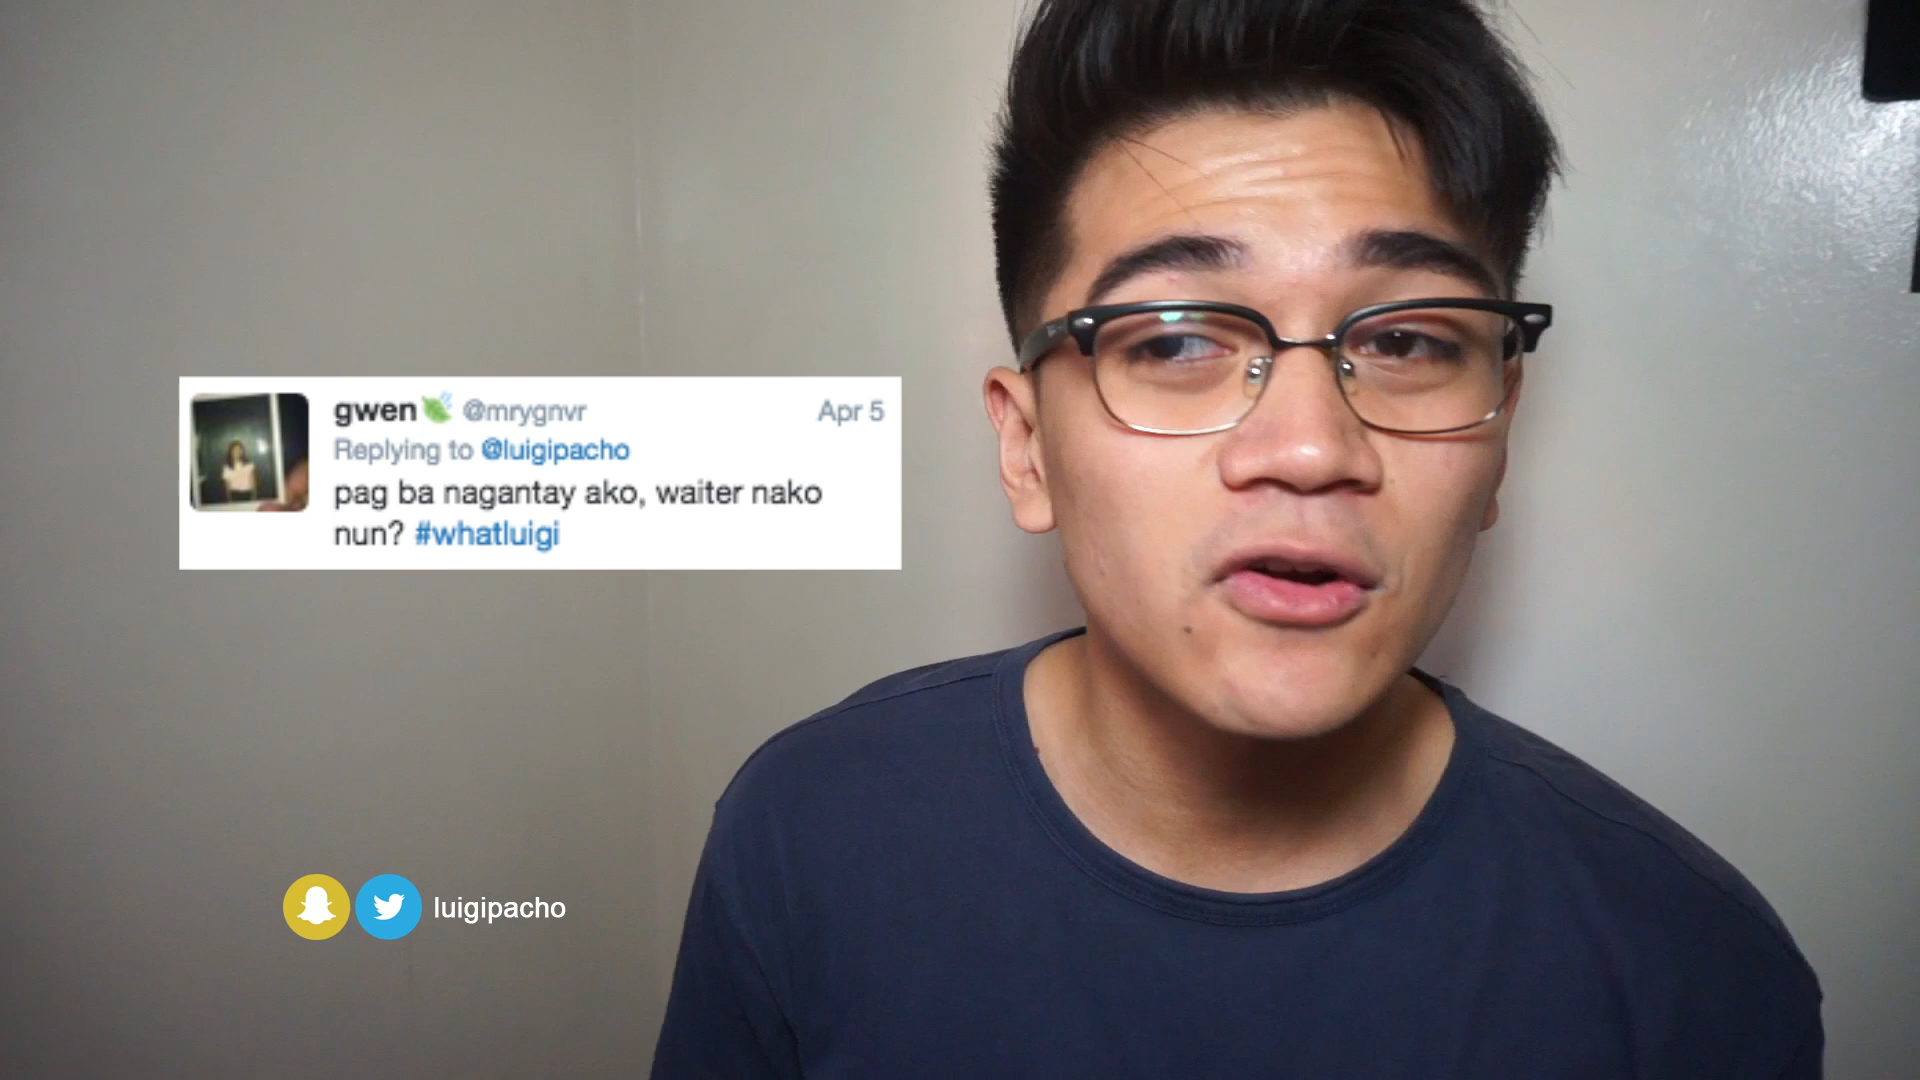 gwen @mrygnvr Apr 5
Replying to @luigipacho
pag ba nagantay ako, waiter nako
nun? #whatluigi
luigipacho